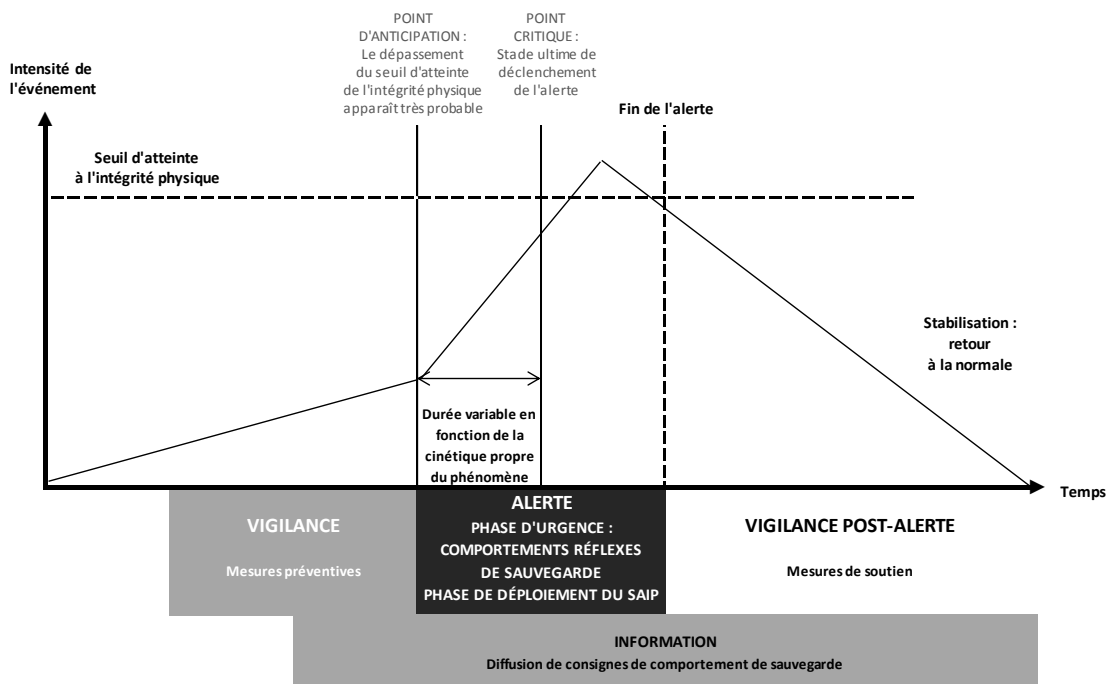 POINT
D'ANTICIPATION :
Le dépassement
du seuil d'atteinte
de l'intégrité physique
apparaît très probable
POINT
CRITIQUE :
Stade ultime de
déclenchement
de l'alerte
Intensité de
l'événement
Fin de l'alerte
Seuil d'atteinte
à l'intégrité physique
Stabilisation :
retour
à la normale
Durée variable en
fonction de la
cinétique propre
du phénomène
Temps
VIGILANCE
Mesures préventives
ALERTE
PHASE D'URGENCE :
COMPORTEMENTS RÉFLEXES
DE SAUVEGARDE
PHASE DE DÉPLOIEMENT DU SAIP
VIGILANCE POST-ALERTE
Mesures de soutien
INFORMATION
Diffusion de consignes de comportement de sauvegarde